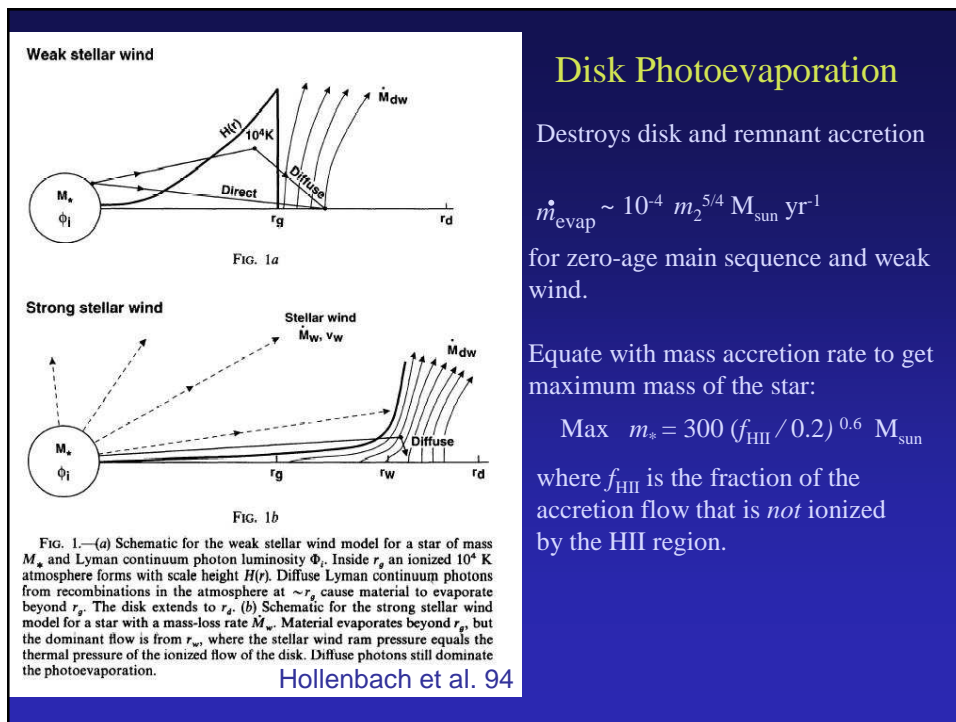 Weak stellar wind
H(r)
10⁴K
Ṁdw
Diffuse
Direct
M*
ϕi
rg
rd
FIG. 1a
Strong stellar wind
Stellar wind
Ṁw, vw
Ṁdw
Diffuse
M*
ϕi
rg
rw
rd
FIG. 1b
FIG. 1.—(a) Schematic for the weak stellar wind model for a star of mass
M* and Lyman continuum photon luminosity Φi. Inside rg an ionized 10⁴ K
atmosphere forms with scale height H(r). Diffuse Lyman continuum photons
from recombinations in the atmosphere at ~rg cause material to evaporate
beyond rg. The disk extends to rd. (b) Schematic for the strong stellar wind
model for a star with a mass-loss rate Ṁw. Material evaporates beyond rg, but
the dominant flow is from rw, where the stellar wind ram pressure equals the
thermal pressure of the ionized flow of the disk. Diffuse photons still dominate
the photoevaporation.
Hollenbach et al. 94
Disk Photoevaporation
Destroys disk and remnant accretion
ṁevap ~ 10⁻⁴ m₂⁵ᐟ⁴ Msun yr⁻¹
for zero-age main sequence and weak
wind.
Equate with mass accretion rate to get
maximum mass of the star:
Max m* = 300 (fHII / 0.2) ⁰·⁶ Msun
where fHII is the fraction of the
accretion flow that is not ionized
by the HII region.